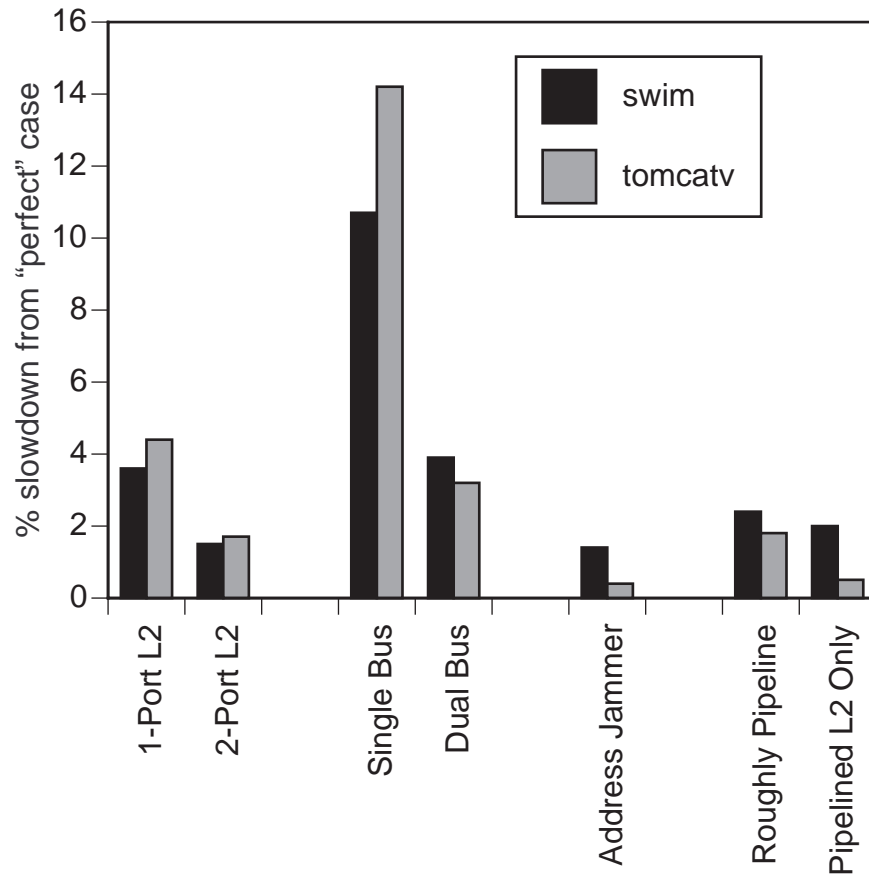 % slowdown from “perfect” case
16
14
12
10
8
6
4
2
0
swim
tomcatv
1-Port L2
2-Port L2
Single Bus
Dual Bus
Address Jammer
Roughly Pipeline
Pipelined L2 Only